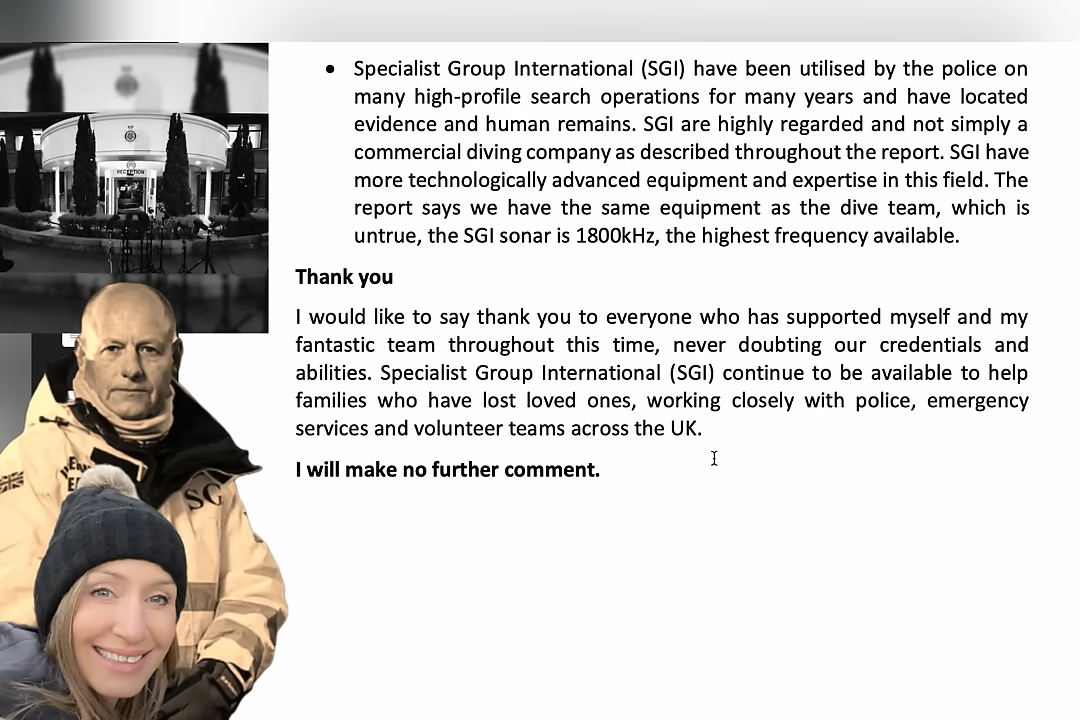 • Specialist Group International (SGI) have been utilised by the police on
many high-profile search operations for many years and have located
evidence and human remains. SGI are highly regarded and not simply a
commercial diving company as described throughout the report. SGI have
more technologically advanced equipment and expertise in this field. The
report says we have the same equipment as the dive team, which is
untrue, the SGI sonar is 1800kHz, the highest frequency available.
Thank you
I would like to say thank you to everyone who has supported myself and my
fantastic team throughout this time, never doubting our credentials and
abilities. Specialist Group International (SGI) continue to be available to help
families who have lost loved ones, working closely with police, emergency
services and volunteer teams across the UK.
I will make no further comment.
RECEPTION
SG